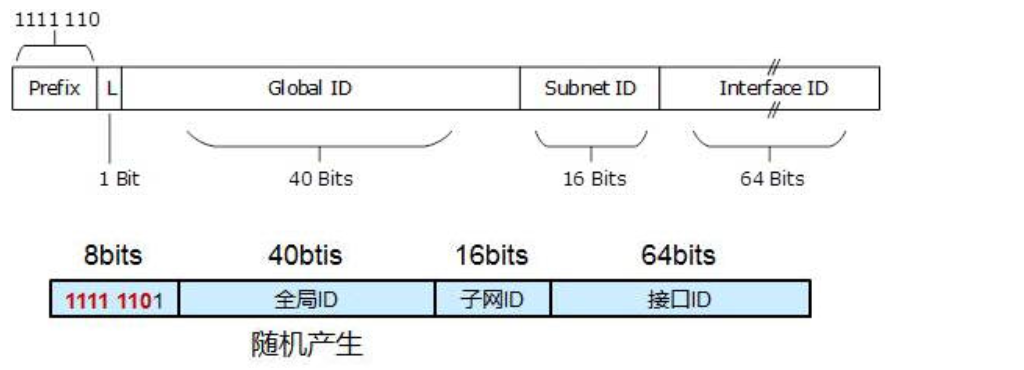 1111 110
Prefix L Global ID Subnet ID Interface ID
1 Bit 40 Bits 16 Bits 64 Bits
8bits 40btis 16bits 64bits
1111 1101 全局ID 子网ID 接口ID
随机产生